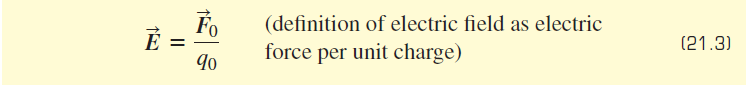 E⃗ = F⃗₀ / q₀ (definition of electric field as electric
force per unit charge) (21.3)